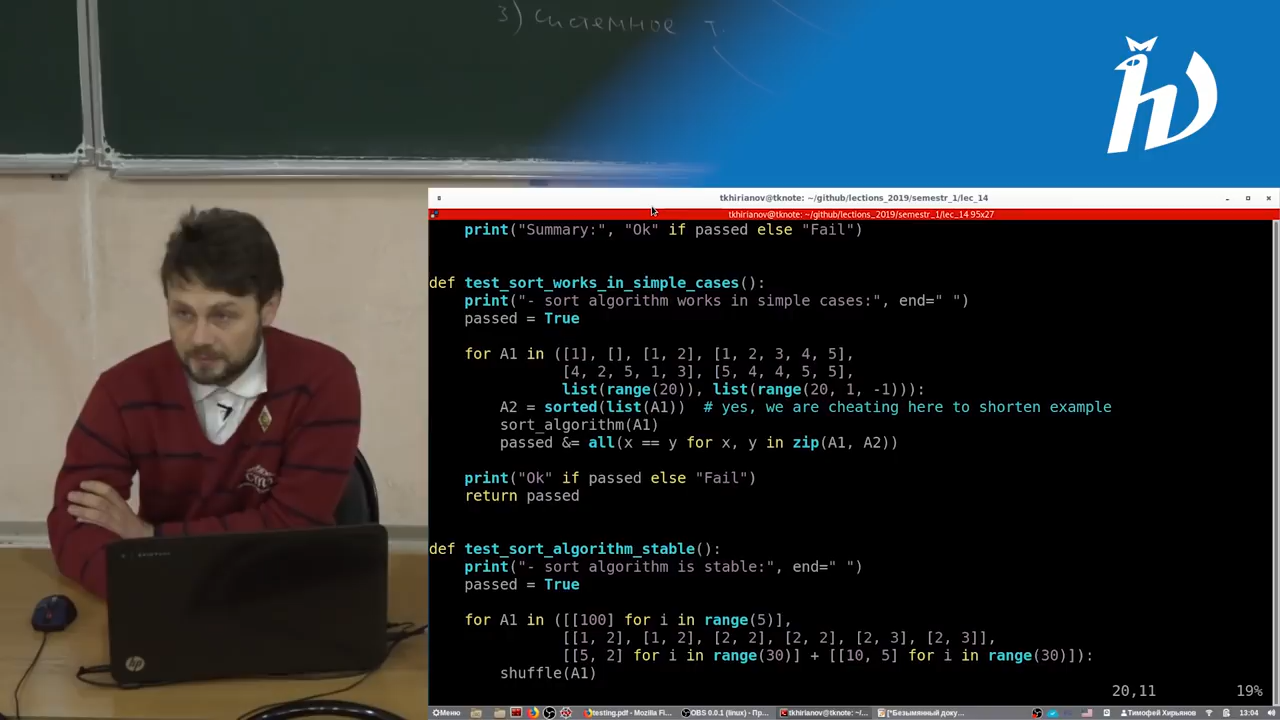 3) Системное т.
tkhirianov@tknote: ~/github/lections_2019/semestr_1/lec_14
tkhirianov@tknote: ~/github/lections_2019/semestr_1/lec_14 95x27
print("Summary:", "Ok" if passed else "Fail")
def test_sort_works_in_simple_cases():
print("- sort algorithm works in simple cases:", end=" ")
passed = True
for A1 in ([1], [], [1, 2], [1, 2, 3, 4, 5],
[4, 2, 5, 1, 3], [5, 4, 4, 5, 5],
list(range(20)), list(range(20, 1, -1))):
A2 = sorted(list(A1))  # yes, we are cheating here to shorten example
sort_algorithm(A1)
passed &= all(x == y for x, y in zip(A1, A2))
print("Ok" if passed else "Fail")
return passed
def test_sort_algorithm_stable():
print("- sort algorithm is stable:", end=" ")
passed = True
for A1 in ([[100] for i in range(5)],
[[1, 2], [1, 2], [2, 2], [2, 2], [2, 3], [2, 3]],
[[5, 2] for i in range(30)] + [[10, 5] for i in range(30)]):
shuffle(A1)
20,11 19%
Меню testing.pdf - Mozilla Fi... OBS 0.0.1 (linux) - Пр... tkhirianov@tknote: ~/... [*Безымянный доку... Тимофей Хирьянов 13:04
hp